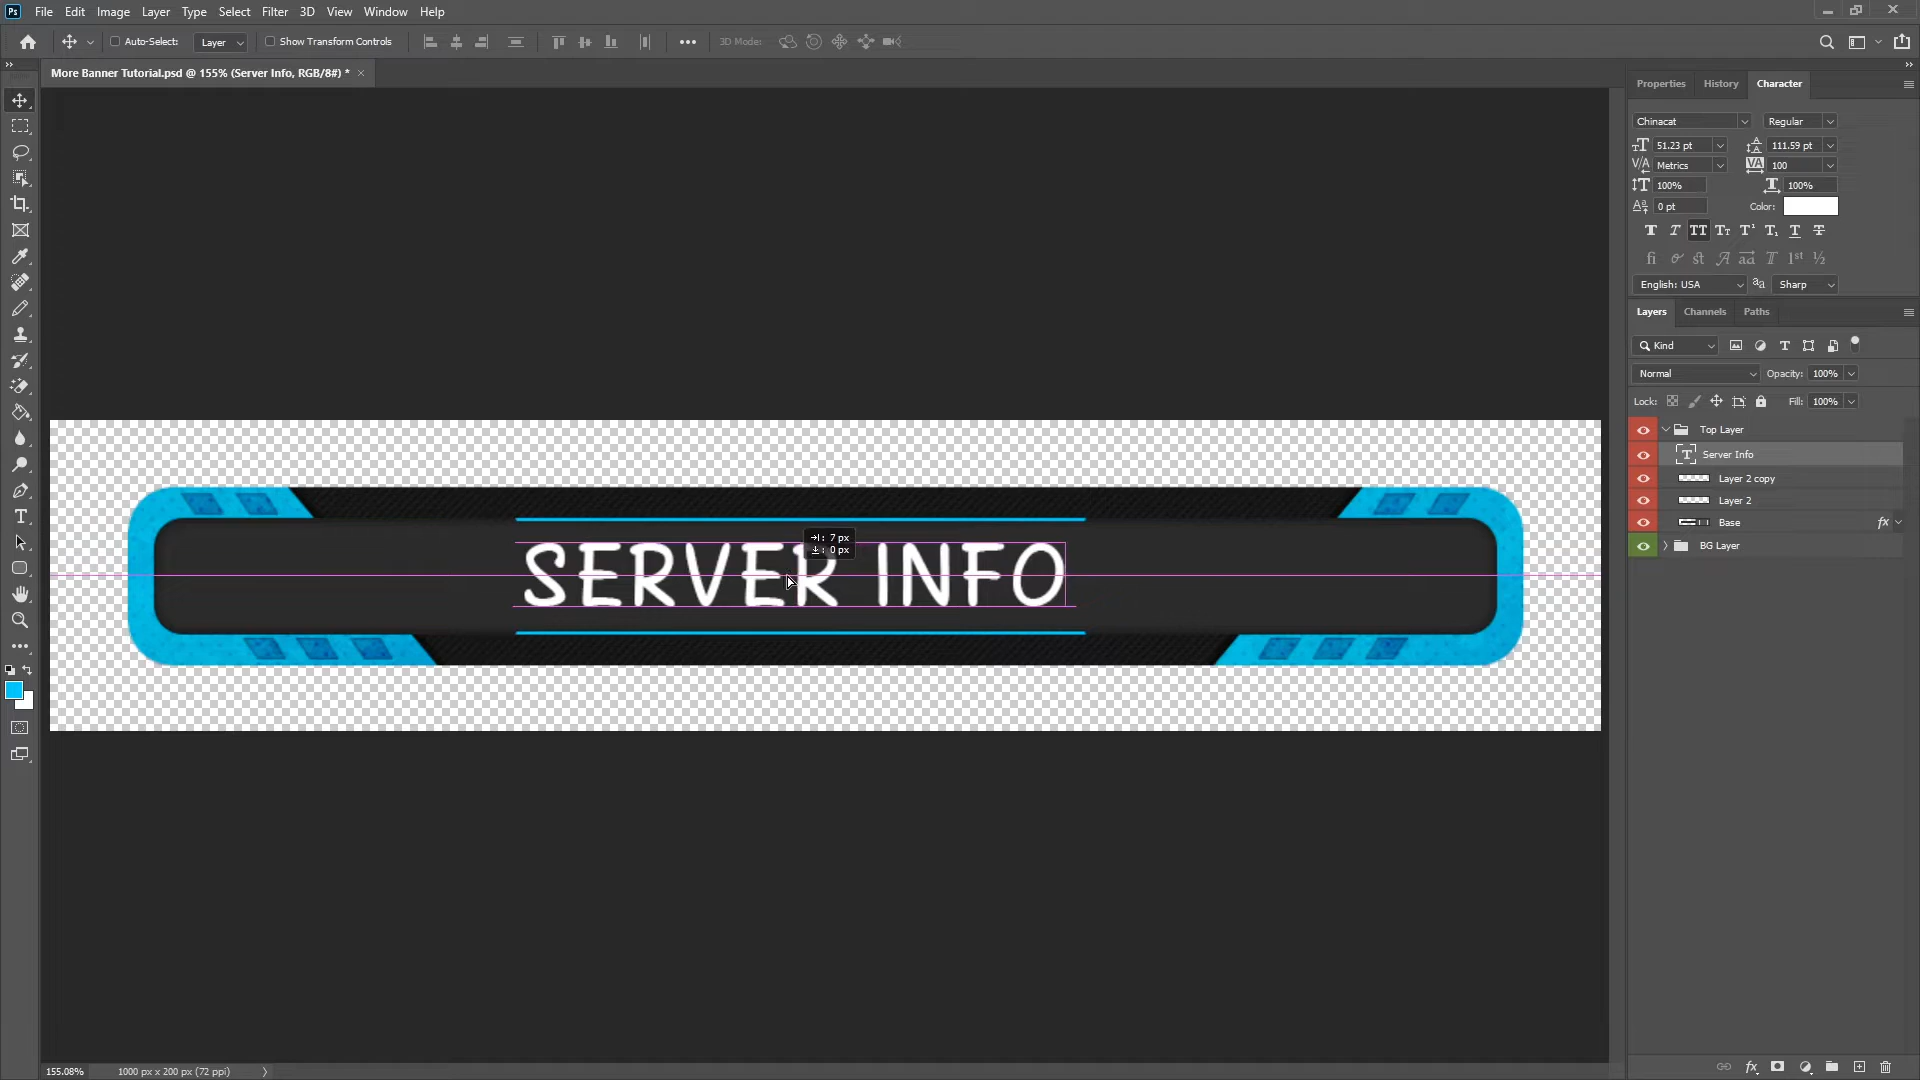 Ps File Edit Image Layer Type Select Filter 3D View Window Help
Auto-Select: Layer Show Transform Controls 3D Mode:
More Banner Tutorial.psd @ 155% (Server Info, RGB/8#) *
Properties History Character
Chinacat Regular
51.23 pt 111.59 pt
Metrics 100
100% 100%
0 pt Color:
English: USA Sharp
Layers Channels Paths
Kind
Normal Opacity: 100%
Lock: Fill: 100%
Top Layer
Server Info
Layer 2 copy
Layer 2
Base fx
BG Layer
7 px
0 px
SERVER INFO
155.08% 1000 px x 200 px (72 ppi)